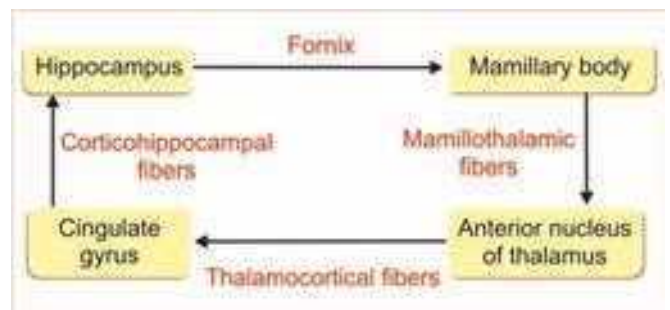 Fornix
Hippocampus
Mamillary body
Corticohippocampal
fibers
Mamillothalamic
fibers
Cingulate
gyrus
Anterior nucleus
of thalamus
Thalamocortical fibers